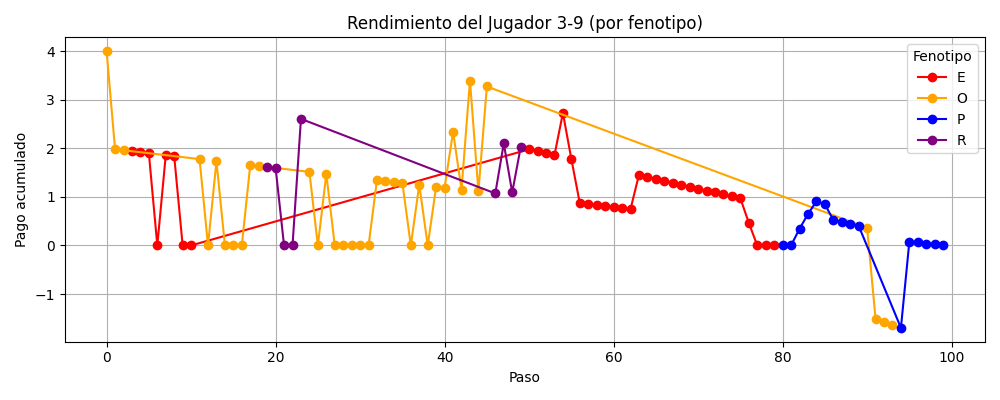 Rendimiento del Jugador 3-9 (por fenotipo)
Pago acumulado
4
3
2
1
0
−1
Fenotipo
E
O
P
R
0 20 40 60 80 100
Paso